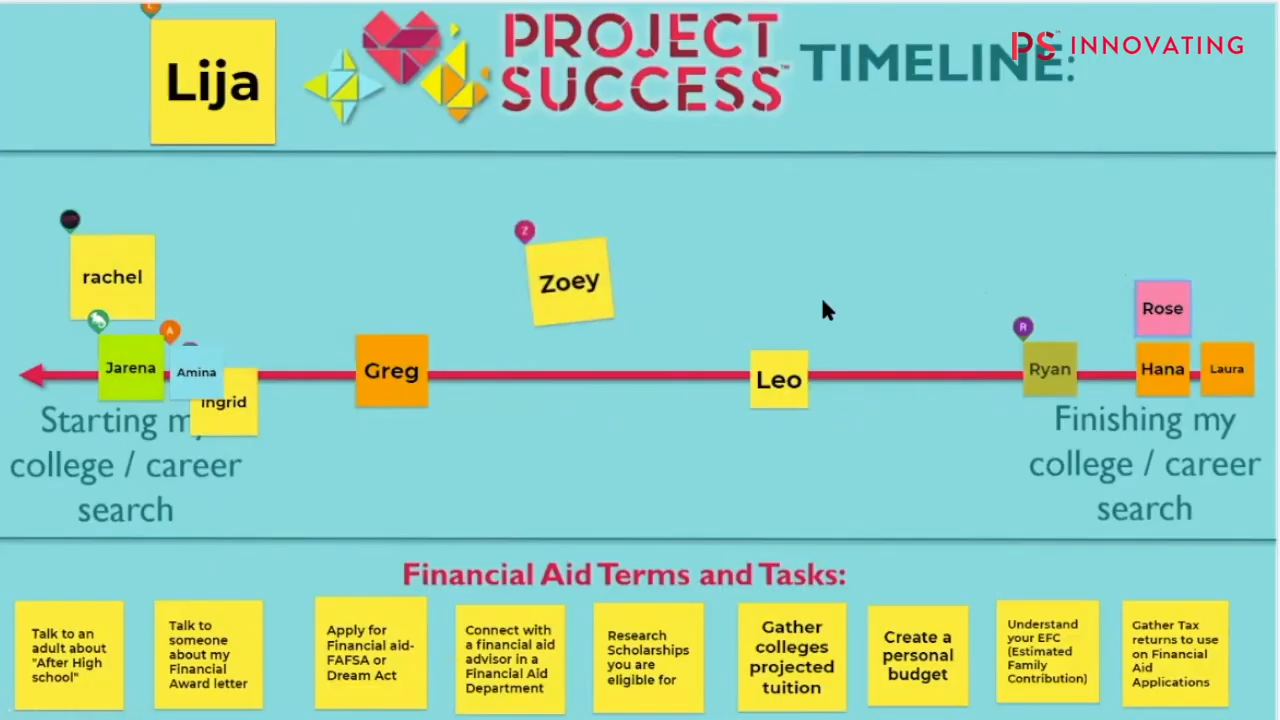 L
Lija
PROJECT
SUCCESS™
TIMELINE:
PS INNOVATING
rachel
Z
Zoey
A
R
Jarena
Amina
Ingrid
Greg
Leo
Ryan
Rose
Hana
Laura
Starting my
college / career
search
Finishing my
college / career
search
Financial Aid Terms and Tasks:
Talk to an
adult about
"After High
school"
Talk to
someone
about my
Financial
Award letter
Apply for
Financial aid-
FAFSA or
Dream Act
Connect with
a financial aid
advisor in a
Financial Aid
Department
Research
Scholarships
you are
eligible for
Gather
colleges
projected
tuition
Create a
personal
budget
Understand
your EFC
(Estimated
Family
Contribution)
Gather Tax
returns to use
on Financial
Aid
Applications